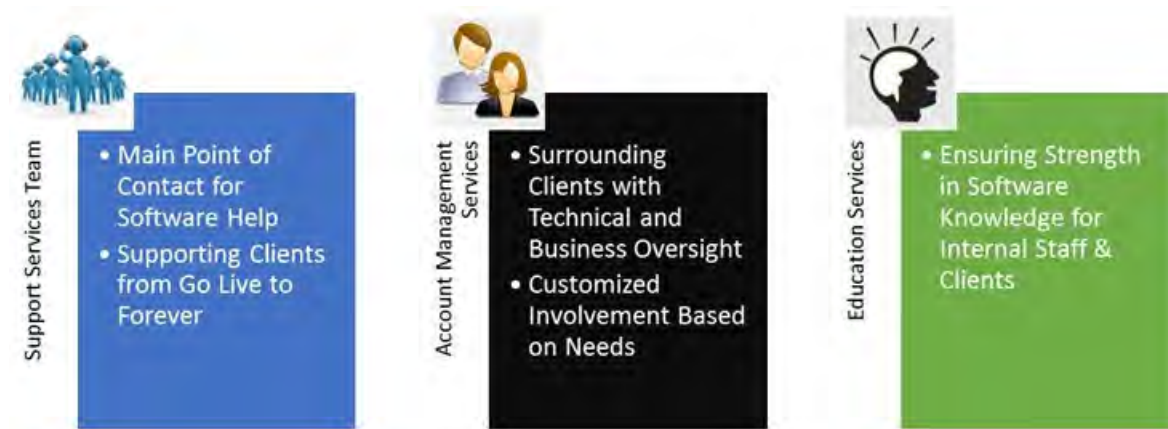 Support Services Team
• Main Point of
Contact for
Software Help
• Supporting Clients
from Go Live to
Forever
Account Management
Services
• Surrounding
Clients with
Technical and
Business Oversight
• Customized
Involvement Based
on Needs
Education Services
• Ensuring Strength
in Software
Knowledge for
Internal Staff &
Clients